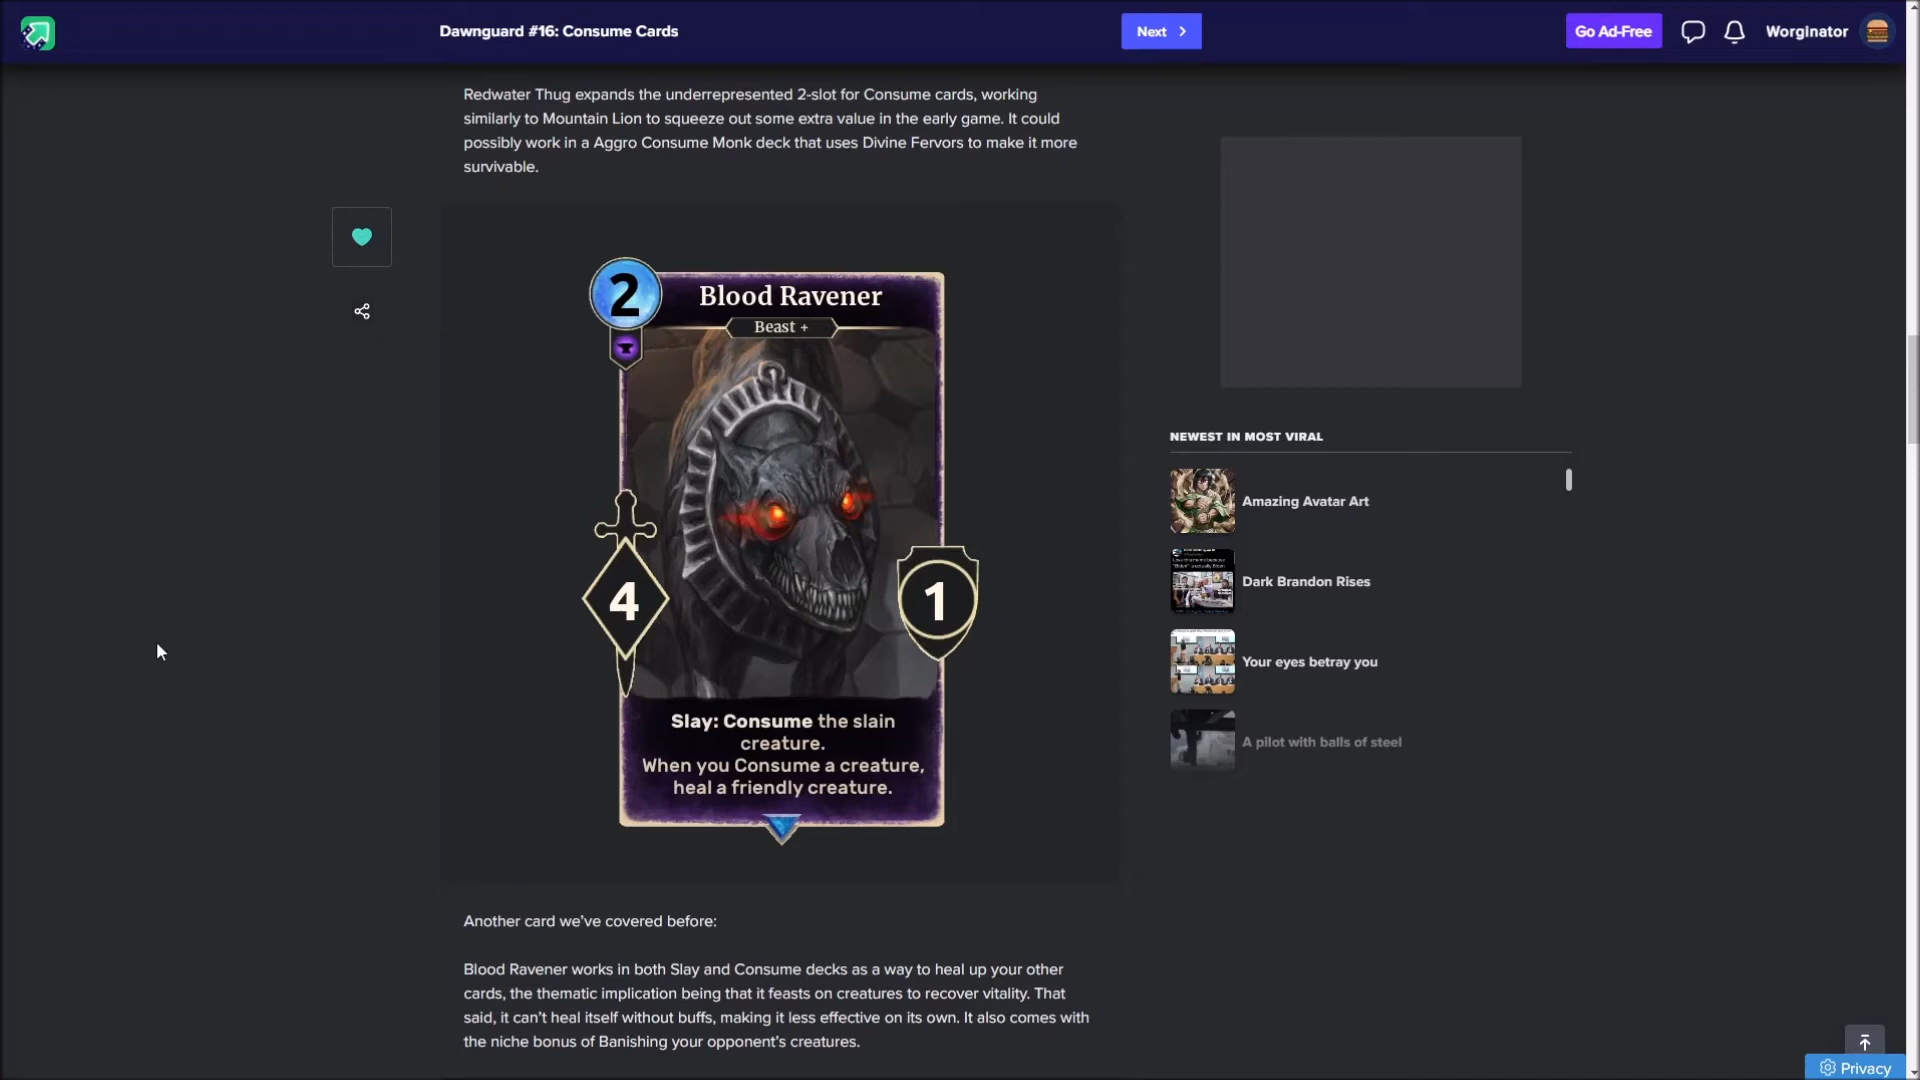 Dawnguard #16: Consume Cards
Next
Go Ad-Free
Worginator
Redwater Thug expands the underrepresented 2-slot for Consume cards, working
similarly to Mountain Lion to squeeze out some extra value in the early game. It could
possibly work in a Aggro Consume Monk deck that uses Divine Fervors to make it more
survivable.
2
Blood Ravener
Beast +
4
1
Slay: Consume the slain
creature.
When you Consume a creature,
heal a friendly creature.
NEWEST IN MOST VIRAL
Amazing Avatar Art
Dark Brandon Rises
Your eyes betray you
A pilot with balls of steel
Another card we've covered before:
Blood Ravener works in both Slay and Consume decks as a way to heal up your other
cards, the thematic implication being that it feasts on creatures to recover vitality. That
said, it can't heal itself without buffs, making it less effective on its own. It also comes with
the niche bonus of Banishing your opponent's creatures.
Privacy